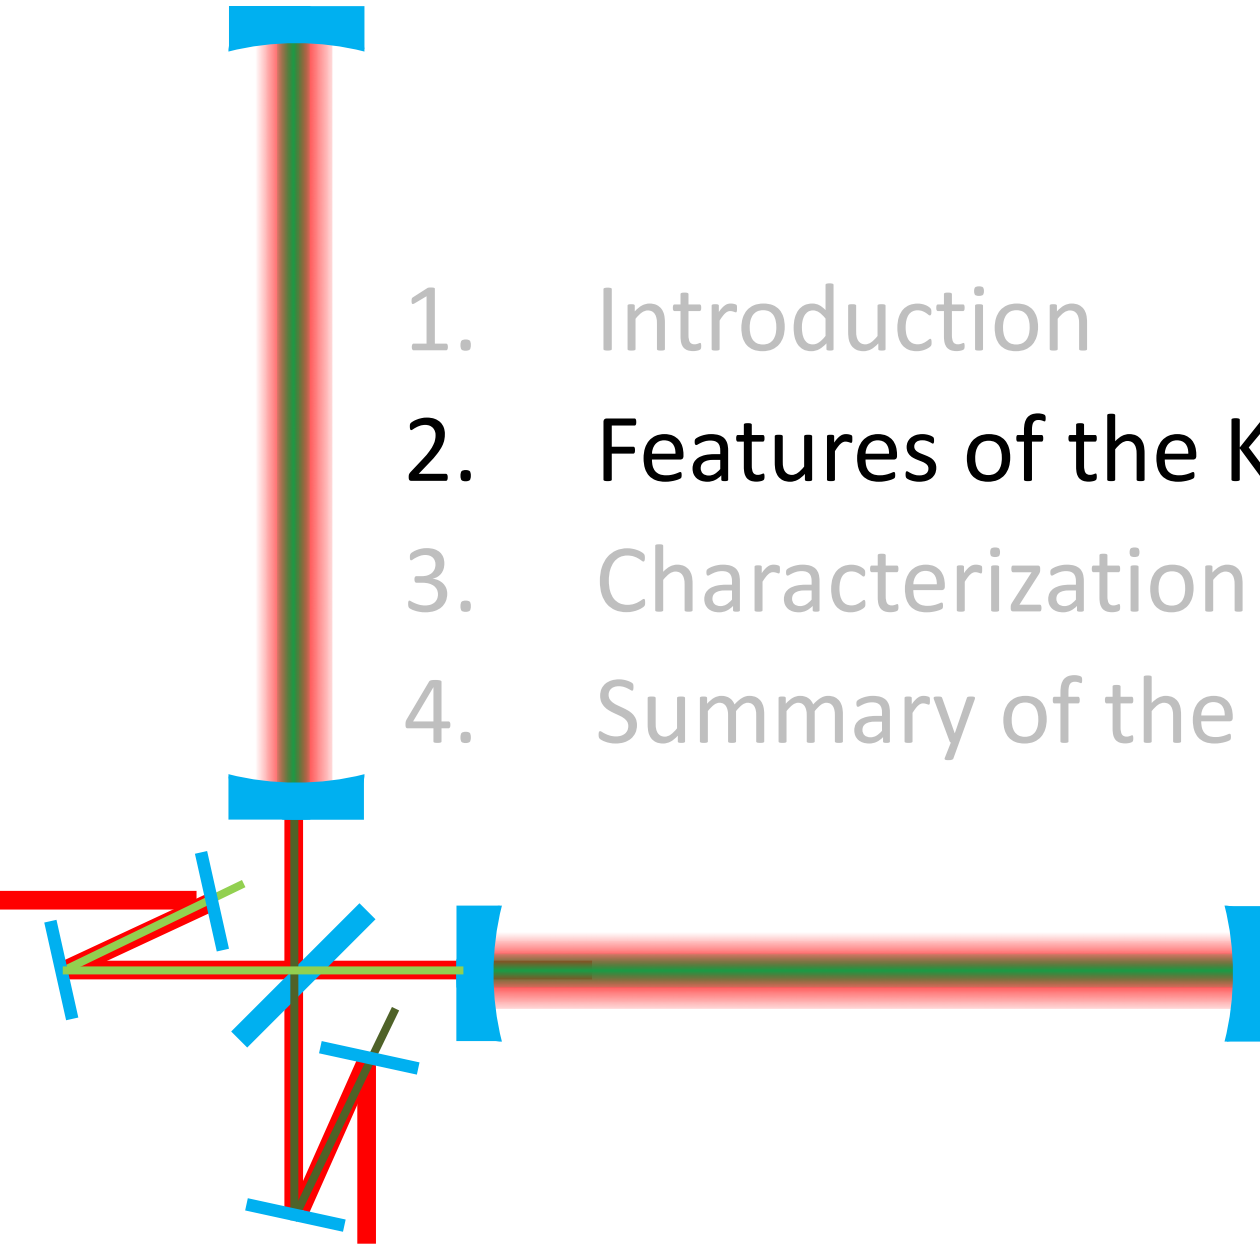 1. Introduction
2. Features of the K
3. Characterization
4. Summary of the